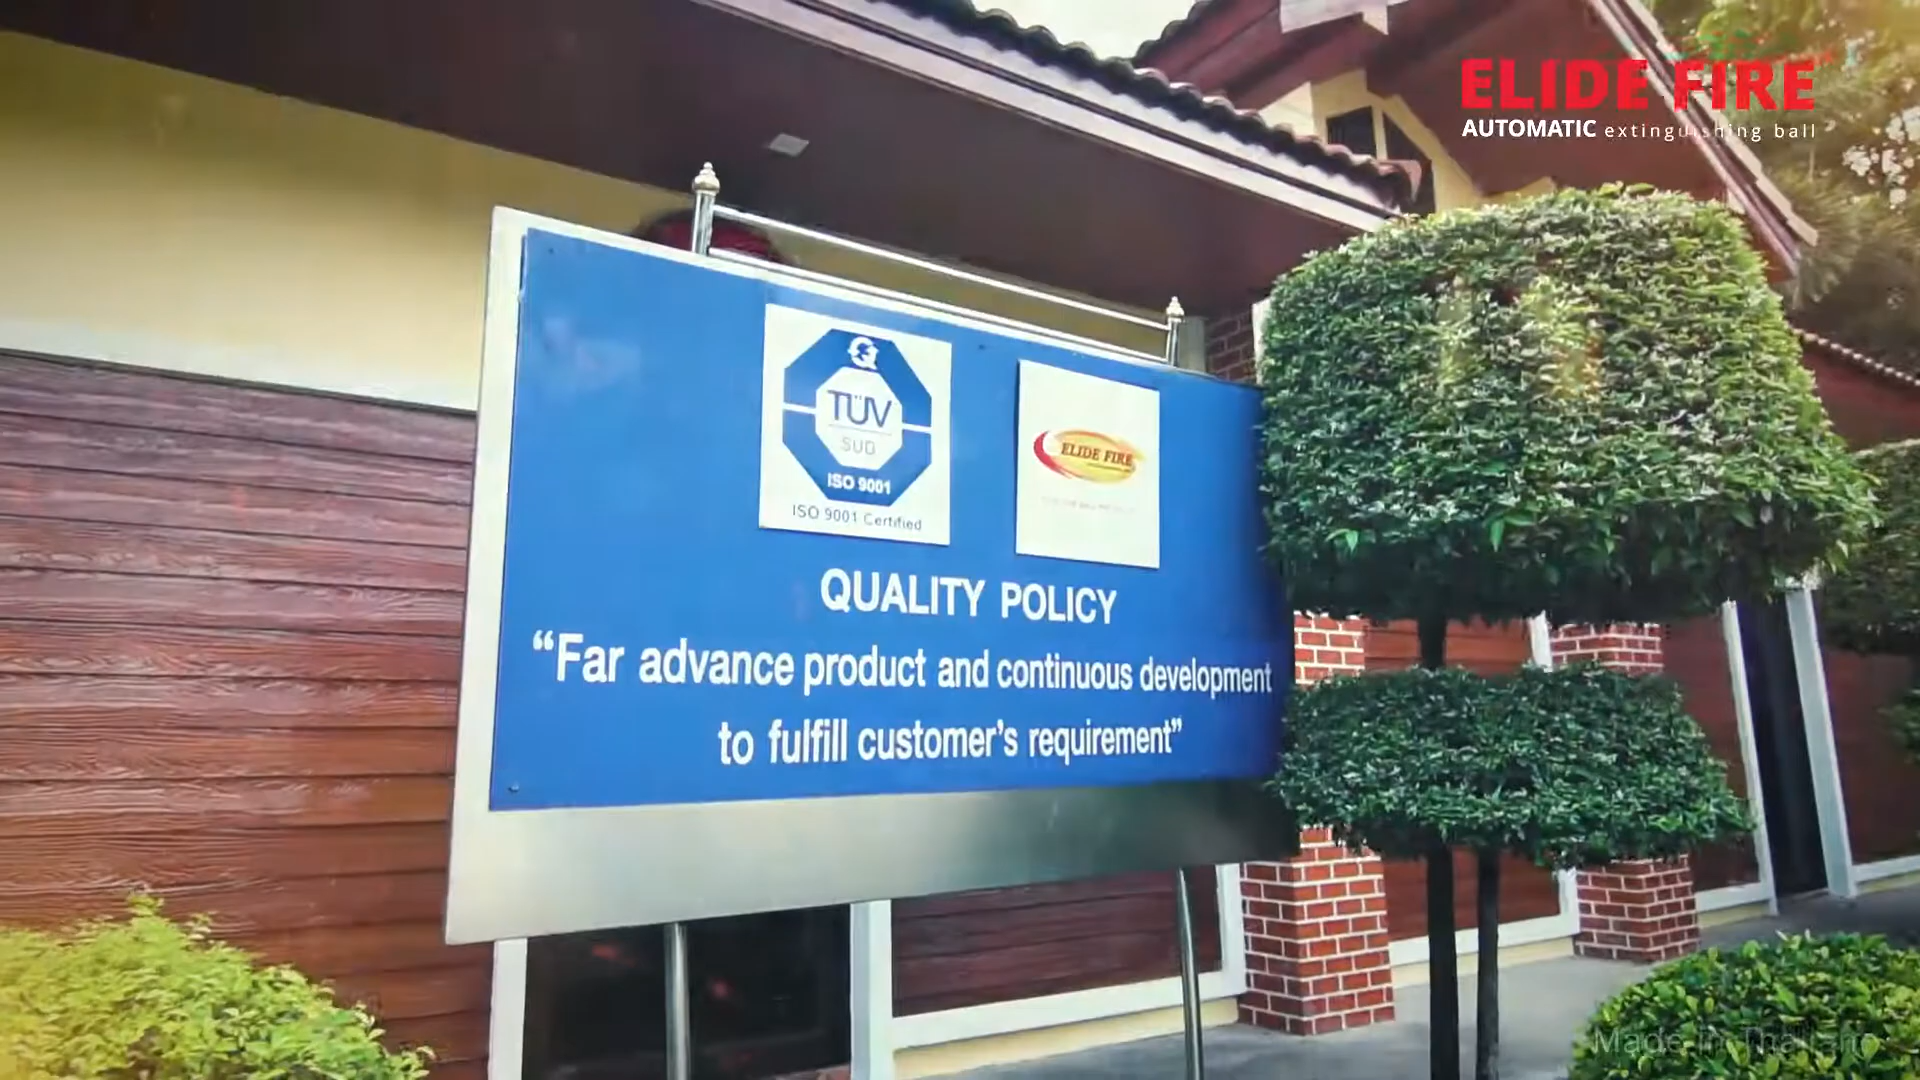 ELIDE FIRE
AUTOMATIC extinguishing ball
TÜV
SUD
ISO 9001
ISO 9001 Certified
ELIDE FIRE
QUALITY POLICY
“Far advance product and continuous development
to fulfill customer’s requirement”
Made in Thailand